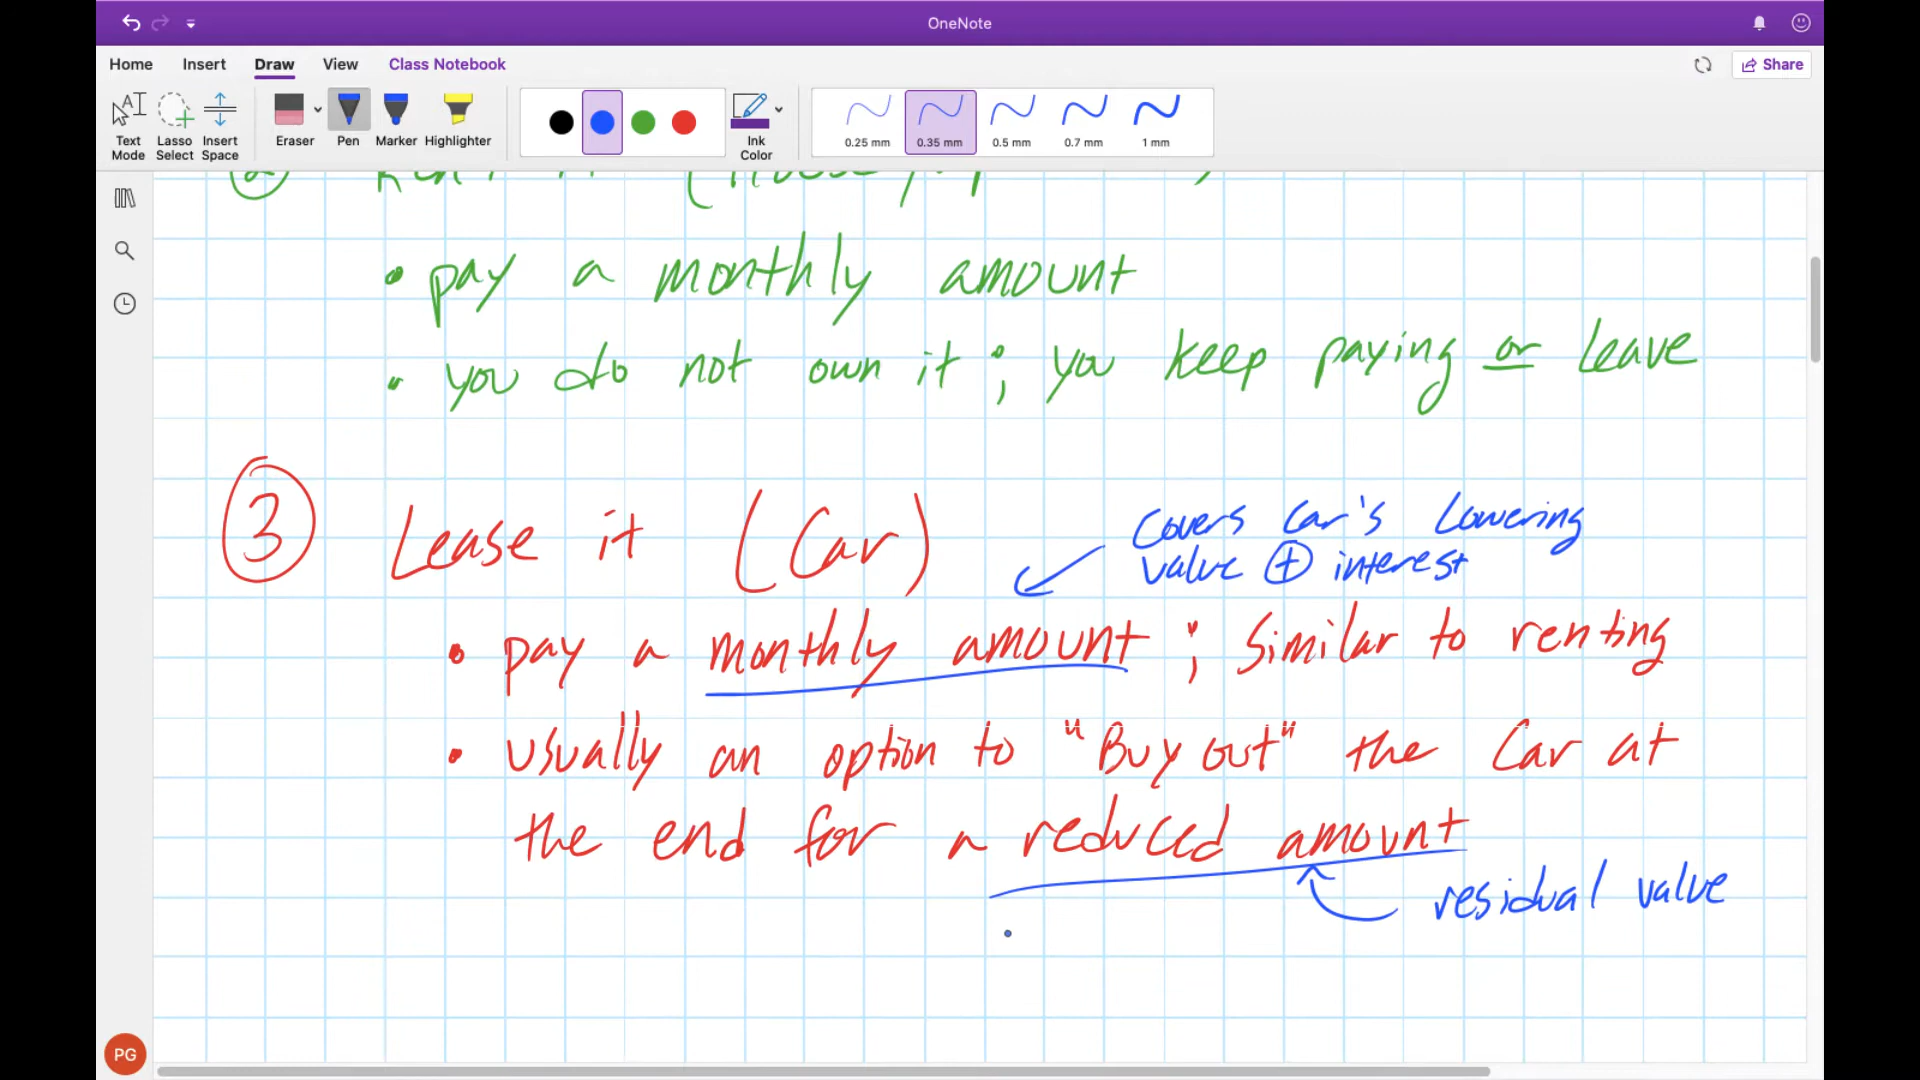 OneNote
Home Insert Draw View Class Notebook Share
Text Mode Lasso Select Insert Space Eraser Pen Marker Highlighter Ink Color 0.25 mm 0.35 mm 0.5 mm 0.7 mm 1 mm
② Rent it (House/
• pay a monthly amount
• you do not own it; you keep paying or leave
③ Lease it (Car)
covers car's lowering
value ⊕ interest
• pay a monthly amount; similar to renting
• usually an option to "Buy out" the car at
the end for a reduced amount
residual value
PG